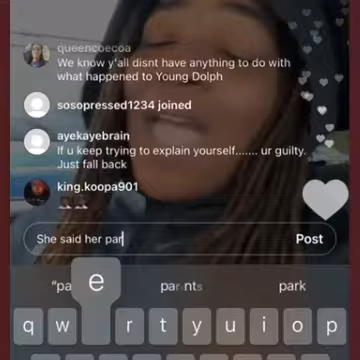 queencoecoa
We know y'all disnt have anything to do with
what happened to Young Dolph
sosopressed1234 joined
ayekayebrain
If u keep trying to explain yourself....... ur guilty.
Just fall back
king.koopa901
She said her par
Post
"pa parents park
e
q w r t y u i o p